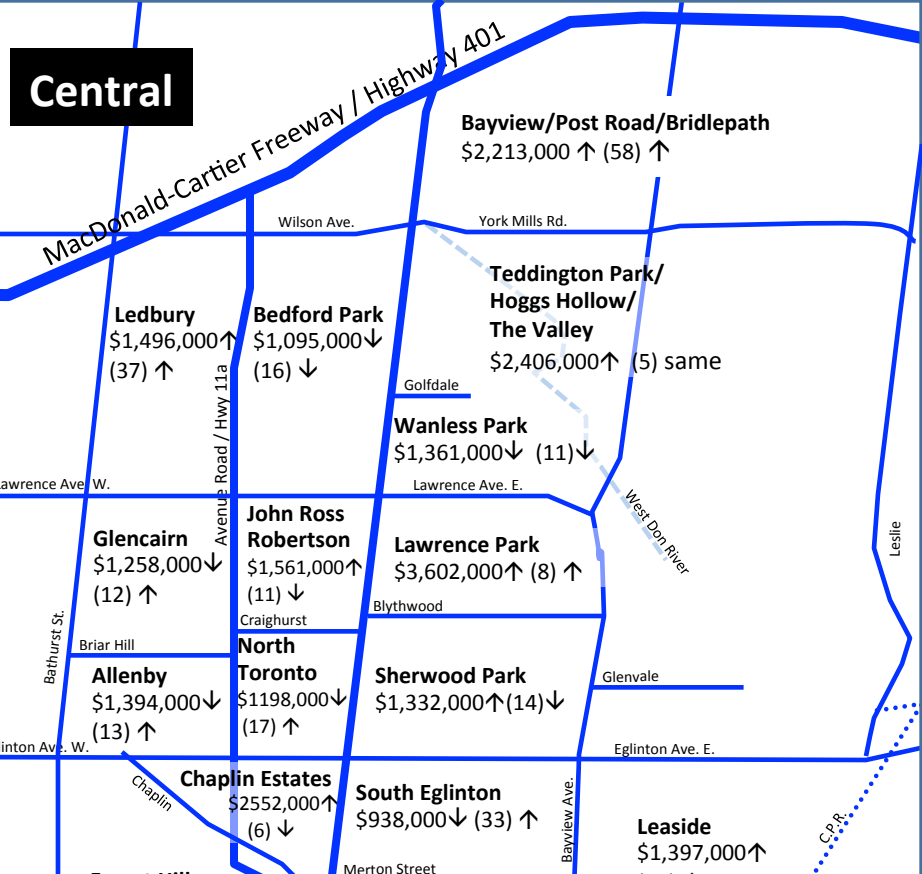 Central
MacDonald-Cartier Freeway / Highway 401
Bayview/Post Road/Bridlepath
$2,213,000 ↑ (58) ↑
Wilson Ave.
York Mills Rd.
Teddington Park/
Hoggs Hollow/
The Valley
$2,406,000↑ (5) same
Ledbury
$1,496,000↑
(37) ↑
Bedford Park
$1,095,000↓
(16) ↓
Avenue Road / Hwy 11a
Golfdale
Wanless Park
$1,361,000↓ (11)↓
Lawrence Ave. W.
Lawrence Ave. E.
West Don River
Leslie
Glencairn
$1,258,000↓
(12) ↑
John Ross
Robertson
$1,561,000↑
(11) ↓
Lawrence Park
$3,602,000↑ (8) ↑
Blythwood
Craighurst
Bathurst St.
Briar Hill
Allenby
$1,394,000↓
(13) ↑
North
Toronto
$1198,000↓
(17) ↑
Sherwood Park
$1,332,000↑(14)↓
Glenvale
linton Ave. W.
Eglinton Ave. E.
Chaplin
Chaplin Estates
$2552,000↑
(6) ↓
South Eglinton
$938,000↓ (33) ↑
Bayview Ave.
Leaside
$1,397,000↑
C.P.R.
Merton Street